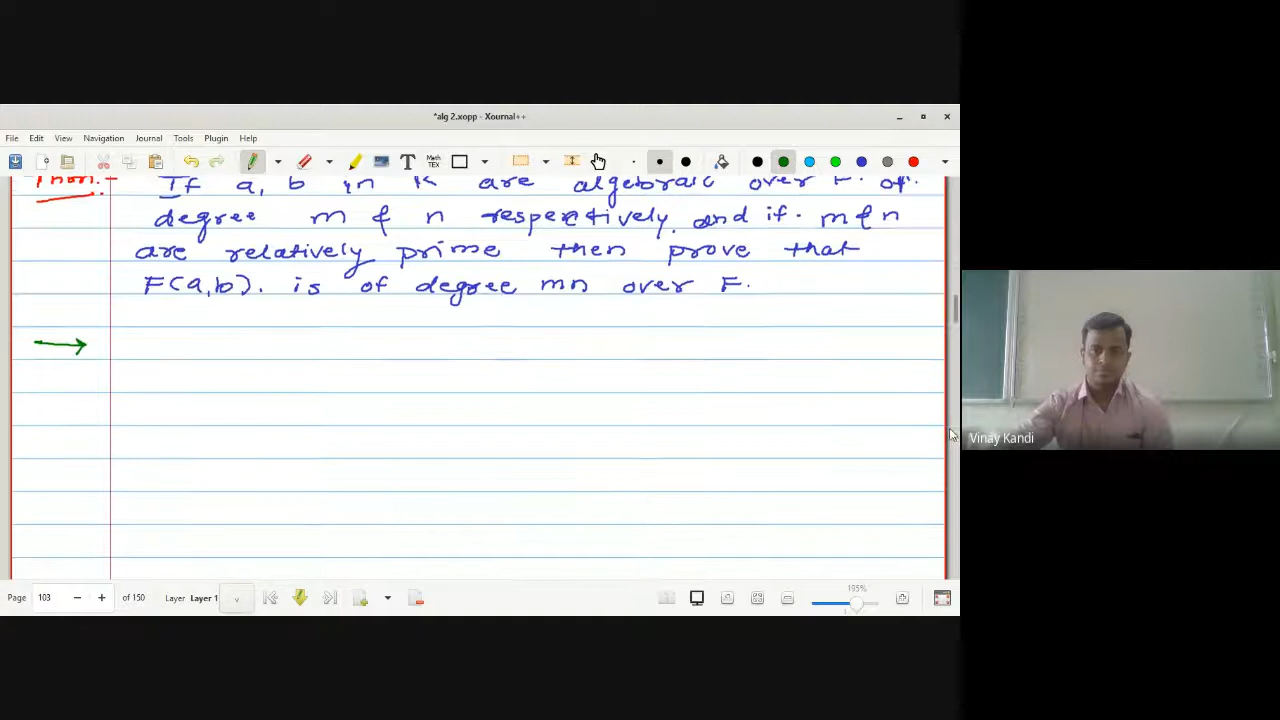 *alg 2.xopp - Xournal++
File Edit View Navigation Journal Tools Plugin Help
Thm:-
If a, b in K are algebraic over F of
degree m & n respectively and if m & n
are relatively prime then prove that
F(a,b). is of degree mn over F.
Vinay Kandi
195%
Page 103 of 150 Layer Layer 1